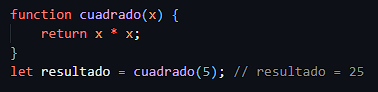 function cuadrado(x) {
    return x * x;
}
let resultado = cuadrado(5); // resultado = 25